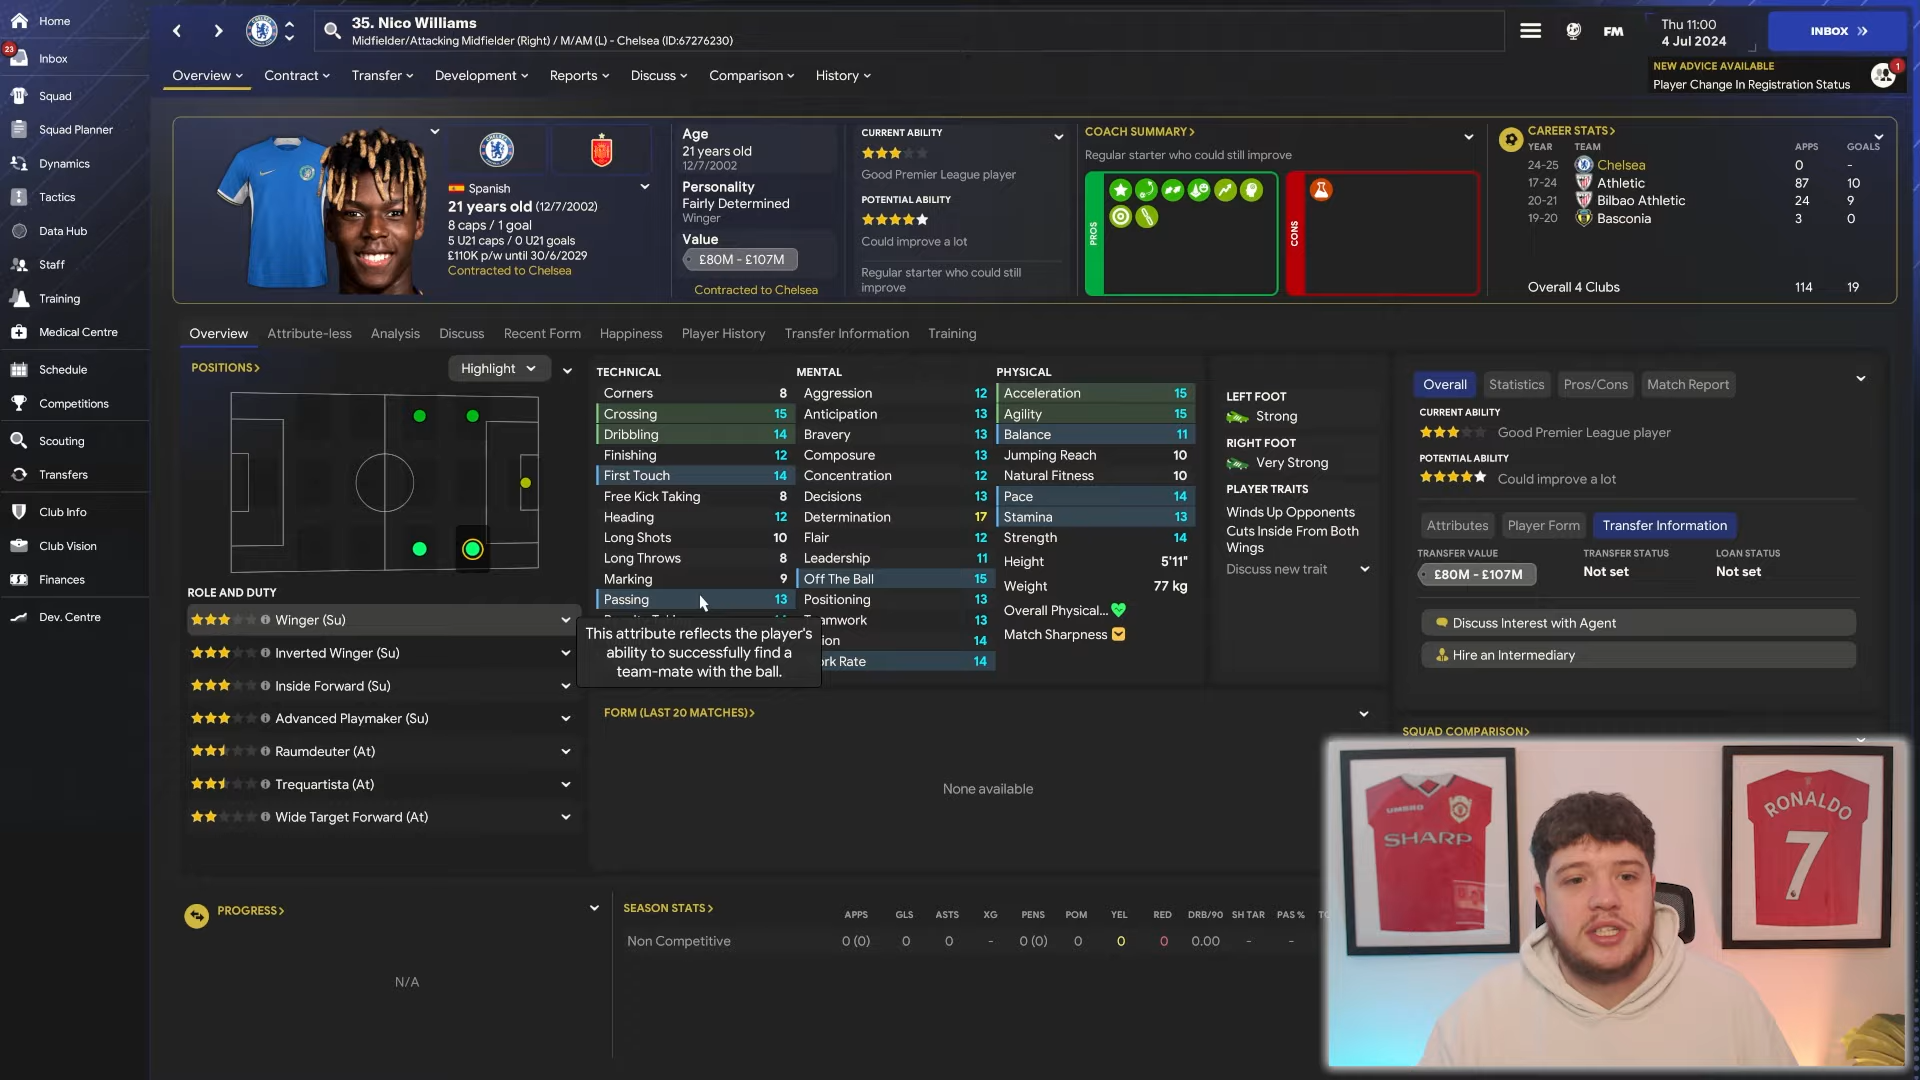 Home
23
Inbox
Squad
Squad Planner
Dynamics
Tactics
Data Hub
Staff
Training
Medical Centre
Schedule
Competitions
Scouting
Transfers
Club Info
Club Vision
Finances
Dev. Centre
35. Nico Williams
Midfielder/Attacking Midfielder (Right) / M/AM (L) - Chelsea (ID:67276230)
FM
Thu 11:00
4 Jul 2024
INBOX
Overview
Contract
Transfer
Development
Reports
Discuss
Comparison
History
NEW ADVICE AVAILABLE
Player Change In Registration Status
1
Spanish
21 years old (12/7/2002)
8 caps / 1 goal
5 U21 caps / 0 U21 goals
£110K p/w until 30/6/2029
Contracted to Chelsea
Age
21 years old
12/7/2002
Personality
Fairly Determined
Winger
Value
£80M - £107M
Contracted to Chelsea
CURRENT ABILITY
Good Premier League player
POTENTIAL ABILITY
Could improve a lot
Regular starter who could still
improve
COACH SUMMARY>
Regular starter who could still improve
PROS
CONS
CAREER STATS>
YEAR TEAM APPS GOALS
24-25 Chelsea 0 -
17-24 Athletic 87 10
20-21 Bilbao Athletic 24 9
19-20 Basconia 3 0
Overall 4 Clubs 114 19
Overview
Attribute-less
Analysis
Discuss
Recent Form
Happiness
Player History
Transfer Information
Training
POSITIONS>
Highlight
ROLE AND DUTY
Winger (Su)
Inverted Winger (Su)
Inside Forward (Su)
Advanced Playmaker (Su)
Raumdeuter (At)
Trequartista (At)
Wide Target Forward (At)
TECHNICAL
Corners 8
Crossing 15
Dribbling 14
Finishing 12
First Touch 14
Free Kick Taking 8
Heading 12
Long Shots 10
Long Throws 8
Marking 9
Passing 13
This attribute reflects the player's
ability to successfully find a
team-mate with the ball.
MENTAL
Aggression 12
Anticipation 13
Bravery 13
Composure 13
Concentration 12
Decisions 13
Determination 17
Flair 12
Leadership 11
Off The Ball 15
Positioning 13
amwork 13
ion 14
ork Rate 14
PHYSICAL
Acceleration 15
Agility 15
Balance 11
Jumping Reach 10
Natural Fitness 10
Pace 14
Stamina 13
Strength 14
Height 5'11"
Weight 77 kg
Overall Physical...
Match Sharpness
LEFT FOOT
Strong
RIGHT FOOT
Very Strong
PLAYER TRAITS
Winds Up Opponents
Cuts Inside From Both
Wings
Discuss new trait
Overall
Statistics
Pros/Cons
Match Report
CURRENT ABILITY
Good Premier League player
POTENTIAL ABILITY
Could improve a lot
Attributes
Player Form
Transfer Information
TRANSFER VALUE
£80M - £107M
TRANSFER STATUS
Not set
LOAN STATUS
Not set
Discuss Interest with Agent
Hire an Intermediary
SQUAD COMPARISON>
FORM (LAST 20 MATCHES)>
None available
PROGRESS>
N/A
SEASON STATS>
APPS GLS ASTS XG PENS POM YEL RED DRB/90 SH TAR PAS %
Non Competitive 0 (0) 0 0 - 0 (0) 0 0 0 0.00 - -
UMBRO
SHARP
RONALDO
7